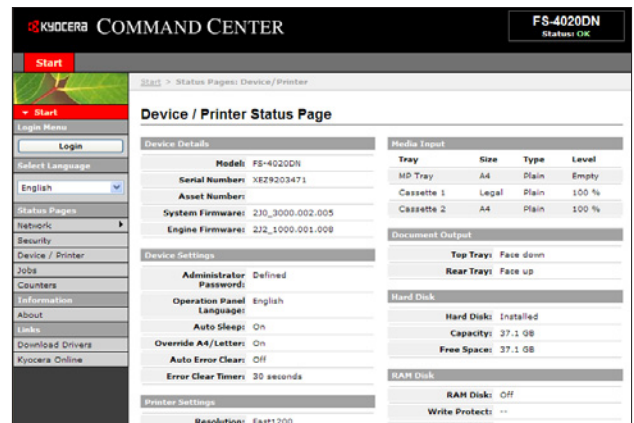 KYOCERA COMMAND CENTER
FS-4020DN
Status: OK
Start
Start > Status Pages: Device/Printer
Start
Login Menu
Login
Select Language
English
Status Pages
Network
Security
Device / Printer
Jobs
Counters
Information
About
Links
Download Drivers
Kyocera Online
Device / Printer Status Page
Device Details
Model: FS-4020DN
Serial Number: XEZ9203471
Asset Number:
System Firmware: 2J0_3000.002.005
Engine Firmware: 2J2_1000.001.008
Device Settings
Administrator Defined
Password:
Operation Panel English
Language:
Auto Sleep: On
Override A4/Letter: On
Auto Error Clear: Off
Error Clear Timer: 30 seconds
Printer Settings
Resolution: Fast1200
Media Input
Tray Size Type Level
MP Tray A4 Plain Empty
Cassette 1 Legal Plain 100 %
Cassette 2 A4 Plain 100 %
Document Output
Top Tray: Face down
Rear Tray: Face up
Hard Disk
Hard Disk: Installed
Capacity: 37.1 GB
Free Space: 37.1 GB
RAM Disk
RAM Disk: Off
Write Protect: --